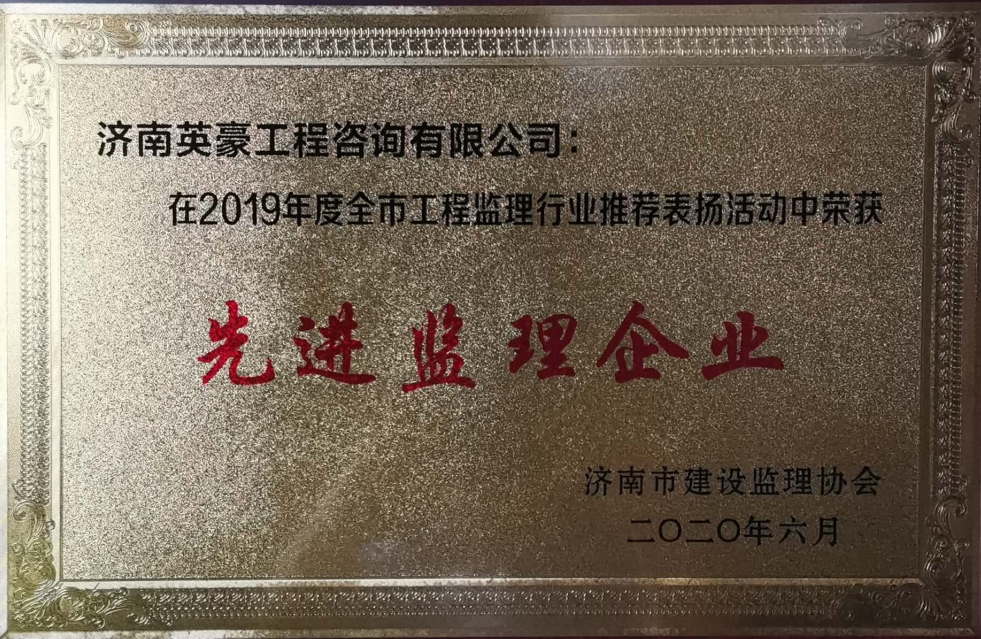 济南英豪工程咨询有限公司：
在2019年度全市工程监理行业推荐表扬活动中荣获
先进监理企业
济南市建设监理协会
二〇二〇年六月